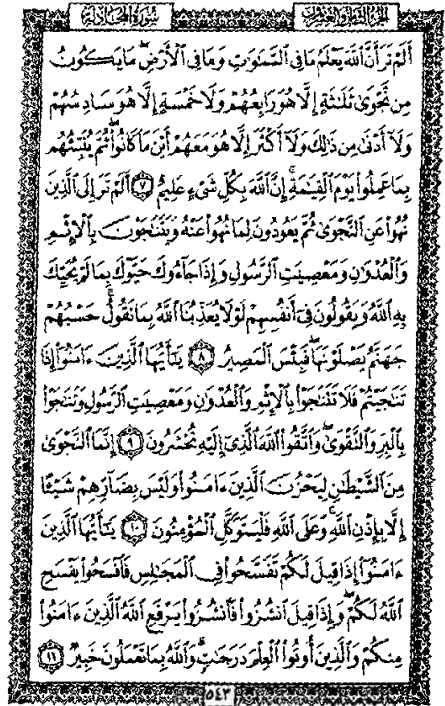 الجزء الثامن والعشرون سورة المجادلة
أَلَمْ تَرَ أَنَّ ٱللَّهَ يَعْلَمُ مَا فِى ٱلسَّمَـٰوَٰتِ وَمَا فِى ٱلْأَرْضِ ۖ مَا يَكُونُ
مِن نَّجْوَىٰ ثَلَـٰثَةٍ إِلَّا هُوَ رَابِعُهُمْ وَلَا خَمْسَةٍ إِلَّا هُوَ سَادِسُهُمْ
وَلَآ أَدْنَىٰ مِن ذَٰلِكَ وَلَآ أَكْثَرَ إِلَّا هُوَ مَعَهُمْ أَيْنَ مَا كَانُوا۟ ۖ ثُمَّ يُنَبِّئُهُم
بِمَا عَمِلُوا۟ يَوْمَ ٱلْقِيَـٰمَةِ ۚ إِنَّ ٱللَّهَ بِكُلِّ شَىْءٍ عَلِيمٌ ٧ أَلَمْ تَرَ إِلَى ٱلَّذِينَ
نُهُوا۟ عَنِ ٱلنَّجْوَىٰ ثُمَّ يَعُودُونَ لِمَا نُهُوا۟ عَنْهُ وَيَتَنَـٰجَوْنَ بِٱلْإِثْمِ
وَٱلْعُدْوَٰنِ وَمَعْصِيَتِ ٱلرَّسُولِ وَإِذَا جَآءُوكَ حَيَّوْكَ بِمَا لَمْ يُحَيِّكَ
بِهِ ٱللَّهُ وَيَقُولُونَ فِىٓ أَنفُسِهِمْ لَوْلَا يُعَذِّبُنَا ٱللَّهُ بِمَا نَقُولُ ۚ حَسْبُهُمْ
جَهَنَّمُ يَصْلَوْنَهَا ۖ فَبِئْسَ ٱلْمَصِيرُ ٨ يَـٰٓأَيُّهَا ٱلَّذِينَ ءَامَنُوٓا۟ إِذَا
تَنَـٰجَيْتُمْ فَلَا تَتَنَـٰجَوْا۟ بِٱلْإِثْمِ وَٱلْعُدْوَٰنِ وَمَعْصِيَتِ ٱلرَّسُولِ وَتَنَـٰجَوْا۟
بِٱلْبِرِّ وَٱلتَّقْوَىٰ ۖ وَٱتَّقُوا۟ ٱللَّهَ ٱلَّذِىٓ إِلَيْهِ تُحْشَرُونَ ٩ إِنَّمَا ٱلنَّجْوَىٰ
مِنَ ٱلشَّيْطَـٰنِ لِيَحْزُنَ ٱلَّذِينَ ءَامَنُوا۟ وَلَيْسَ بِضَآرِّهِمْ شَيْـًٔا
إِلَّا بِإِذْنِ ٱللَّهِ ۚ وَعَلَى ٱللَّهِ فَلْيَتَوَكَّلِ ٱلْمُؤْمِنُونَ ١٠ يَـٰٓأَيُّهَا ٱلَّذِينَ
ءَامَنُوٓا۟ إِذَا قِيلَ لَكُمْ تَفَسَّحُوا۟ فِى ٱلْمَجَـٰلِسِ فَٱفْسَحُوا۟ يَفْسَحِ
ٱللَّهُ لَكُمْ ۖ وَإِذَا قِيلَ ٱنشُزُوا۟ فَٱنشُزُوا۟ يَرْفَعِ ٱللَّهُ ٱلَّذِينَ ءَامَنُوا۟
مِنكُمْ وَٱلَّذِينَ أُوتُوا۟ ٱلْعِلْمَ دَرَجَـٰتٍ ۚ وَٱللَّهُ بِمَا تَعْمَلُونَ خَبِيرٌ ١١
٥٤٣